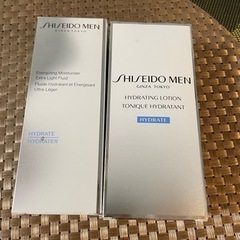 SHISEIDO MEN
GINZA TOKYO
Energizing Moisturizer
Extra Light Fluid
Fluide Hydratant et Énergisant
Ultra-Léger
HYDRATE
HYDRATER
SHISEIDO MEN
GINZA TOKYO
HYDRATING LOTION
TONIQUE HYDRATANT
HYDRATE